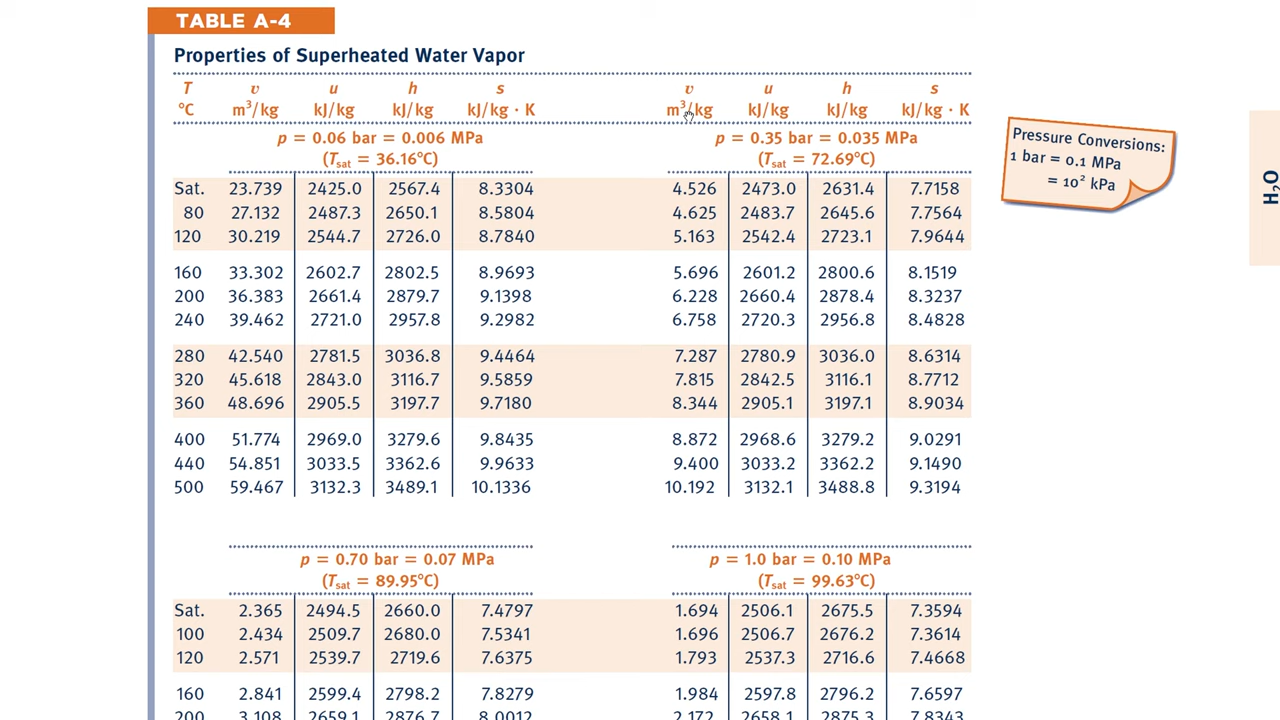 TABLE A-4
Properties of Superheated Water Vapor
T v u h s v u h s
°C m³/kg kJ/kg kJ/kg kJ/kg · K m³/kg kJ/kg kJ/kg kJ/kg · K
p = 0.06 bar = 0.006 MPa p = 0.35 bar = 0.035 MPa
(Tsat = 36.16°C) (Tsat = 72.69°C)
Sat. 23.739 2425.0 2567.4 8.3304 4.526 2473.0 2631.4 7.7158
80 27.132 2487.3 2650.1 8.5804 4.625 2483.7 2645.6 7.7564
120 30.219 2544.7 2726.0 8.7840 5.163 2542.4 2723.1 7.9644
160 33.302 2602.7 2802.5 8.9693 5.696 2601.2 2800.6 8.1519
200 36.383 2661.4 2879.7 9.1398 6.228 2660.4 2878.4 8.3237
240 39.462 2721.0 2957.8 9.2982 6.758 2720.3 2956.8 8.4828
280 42.540 2781.5 3036.8 9.4464 7.287 2780.9 3036.0 8.6314
320 45.618 2843.0 3116.7 9.5859 7.815 2842.5 3116.1 8.7712
360 48.696 2905.5 3197.7 9.7180 8.344 2905.1 3197.1 8.9034
400 51.774 2969.0 3279.6 9.8435 8.872 2968.6 3279.2 9.0291
440 54.851 3033.5 3362.6 9.9633 9.400 3033.2 3362.2 9.1490
500 59.467 3132.3 3489.1 10.1336 10.192 3132.1 3488.8 9.3194
p = 0.70 bar = 0.07 MPa p = 1.0 bar = 0.10 MPa
(Tsat = 89.95°C) (Tsat = 99.63°C)
Sat. 2.365 2494.5 2660.0 7.4797 1.694 2506.1 2675.5 7.3594
100 2.434 2509.7 2680.0 7.5341 1.696 2506.7 2676.2 7.3614
120 2.571 2539.7 2719.6 7.6375 1.793 2537.3 2716.6 7.4668
160 2.841 2599.4 2798.2 7.8279 1.984 2597.8 2796.2 7.6597
200 3.108 2659.1 2876.7 8.0012 2.172 2658.1 2875.3 7.8343
Pressure Conversions:
1 bar = 0.1 MPa
= 10² kPa
H₂O